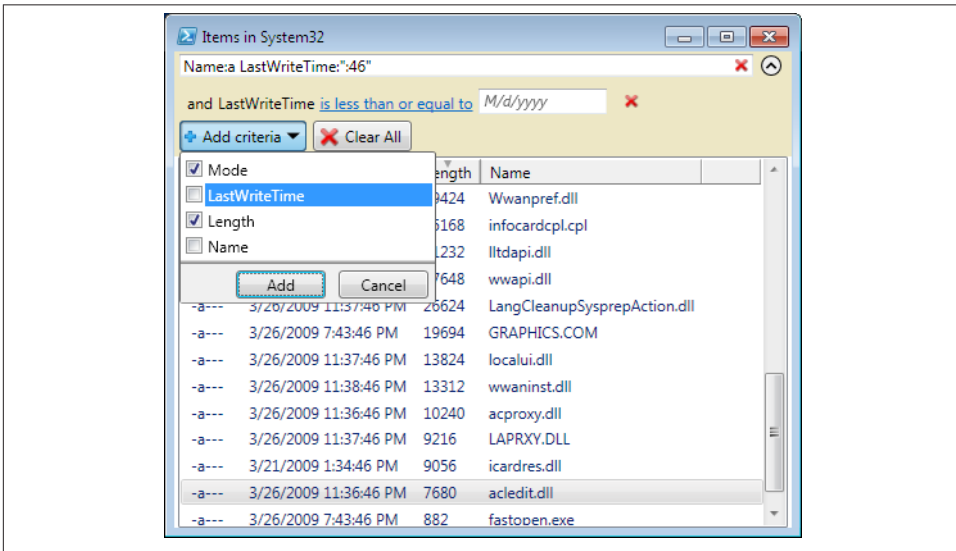 Items in System32
Name:a LastWriteTime:":46"
and LastWriteTime is less than or equal to M/d/yyyy
Add criteria Clear All
Mode
LastWriteTime
Length
Name
Add Cancel
ength Name
9424 Wwanpref.dll
5168 infocardcpl.cpl
1232 lltdapi.dll
7648 wwapi.dll
-a--- 3/26/2009 11:37:46 PM 26624 LangCleanupSysprepAction.dll
-a--- 3/26/2009 7:43:46 PM 19694 GRAPHICS.COM
-a--- 3/26/2009 11:37:46 PM 13824 localui.dll
-a--- 3/26/2009 11:38:46 PM 13312 wwaninst.dll
-a--- 3/26/2009 11:36:46 PM 10240 acproxy.dll
-a--- 3/26/2009 11:37:46 PM 9216 LAPRXY.DLL
-a--- 3/21/2009 1:34:46 PM 9056 icardres.dll
-a--- 3/26/2009 11:36:46 PM 7680 acledit.dll
-a--- 3/26/2009 7:43:46 PM 882 fastopen.exe